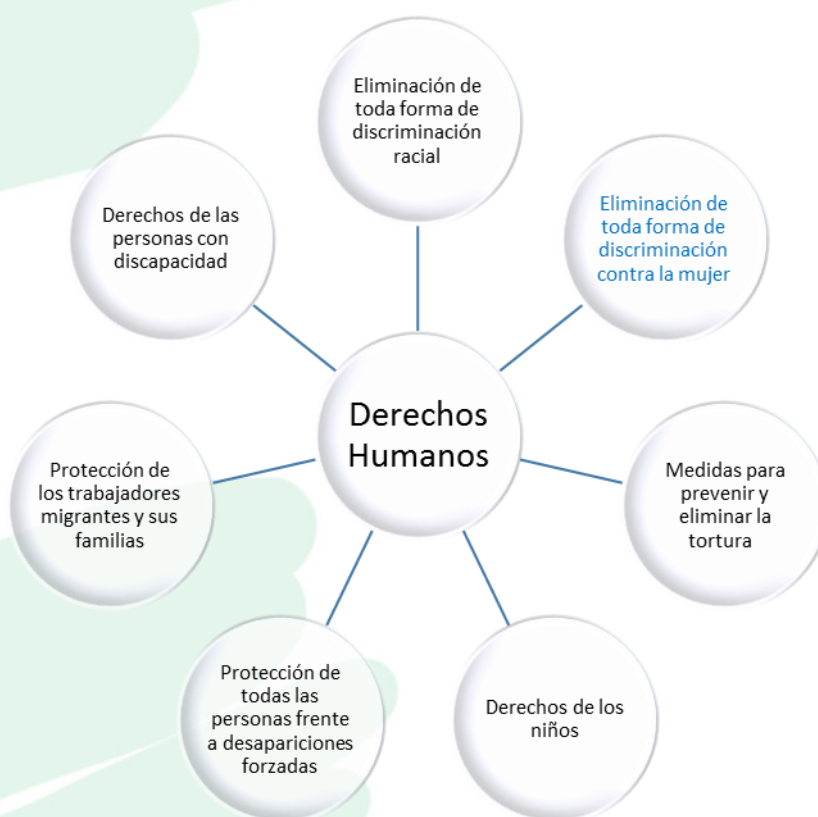 Eliminación de
toda forma de
discriminación
racial
Eliminación de
toda forma de
discriminación
contra la mujer
Derechos de las
personas con
discapacidad
Derechos
Humanos
Protección de
los trabajadores
migrantes y sus
familias
Medidas para
prevenir y
eliminar la
tortura
Protección de
todas las
personas frente
a desapariciones
forzadas
Derechos de los
niños